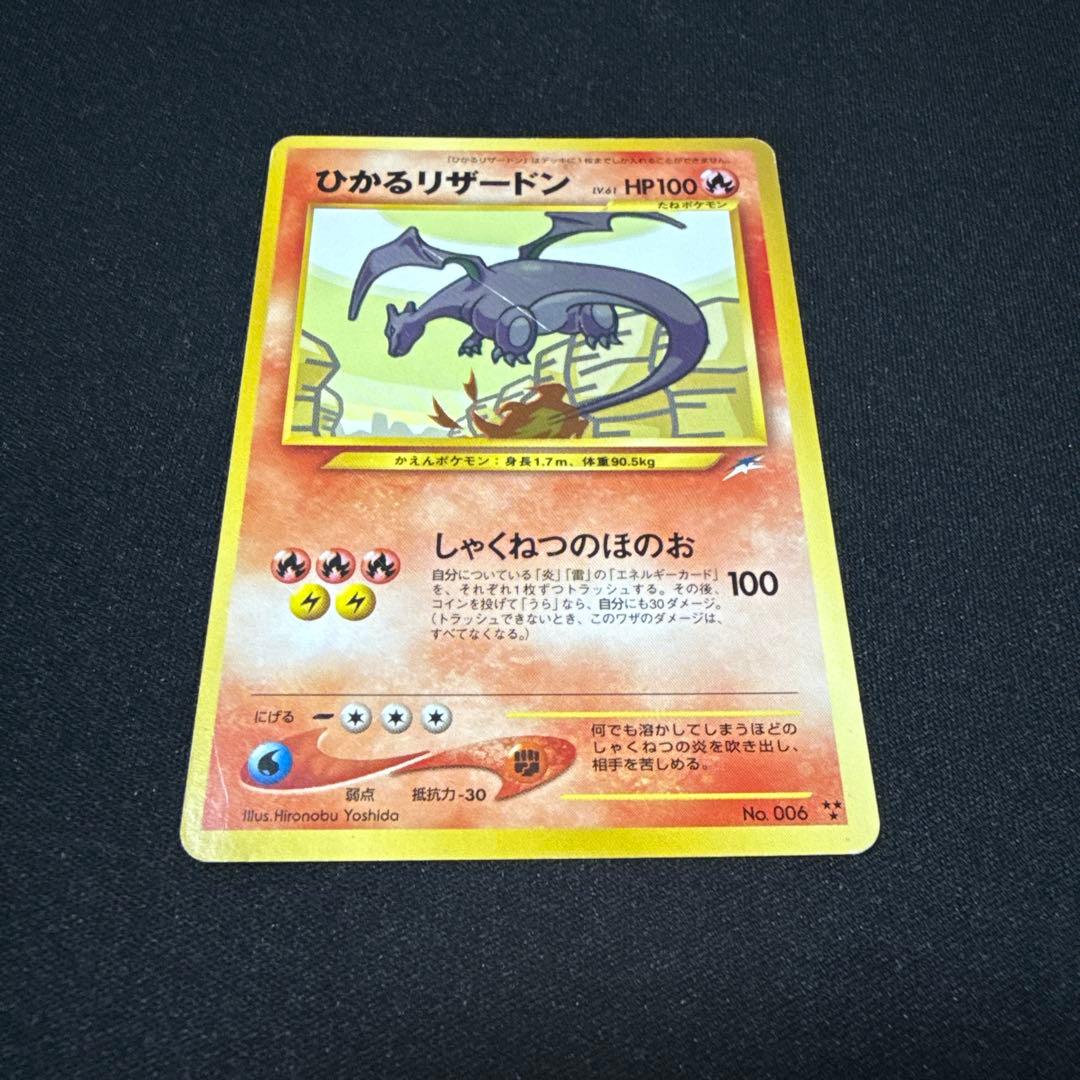 「ひかるリザードン」はデッキに1枚までしか入れることができません。
ひかるリザードン LV.61 HP100
たねポケモン
かえんポケモン：身長1.7m、体重90.5kg
しゃくねつのほのお
自分についている「炎」「雷」の「エネルギーカード」
を、それぞれ1枚ずつトラッシュする。その後、
コインを投げて「うら」なら、自分にも30ダメージ。
（トラッシュできないとき、このワザのダメージは、
すべてなくなる。）
100
にげる
弱点 抵抗力-30
何でも溶かしてしまうほどの
しゃくねつの炎を吹き出し、
相手を苦しめる。
Illus. Hironobu Yoshida
No. 006